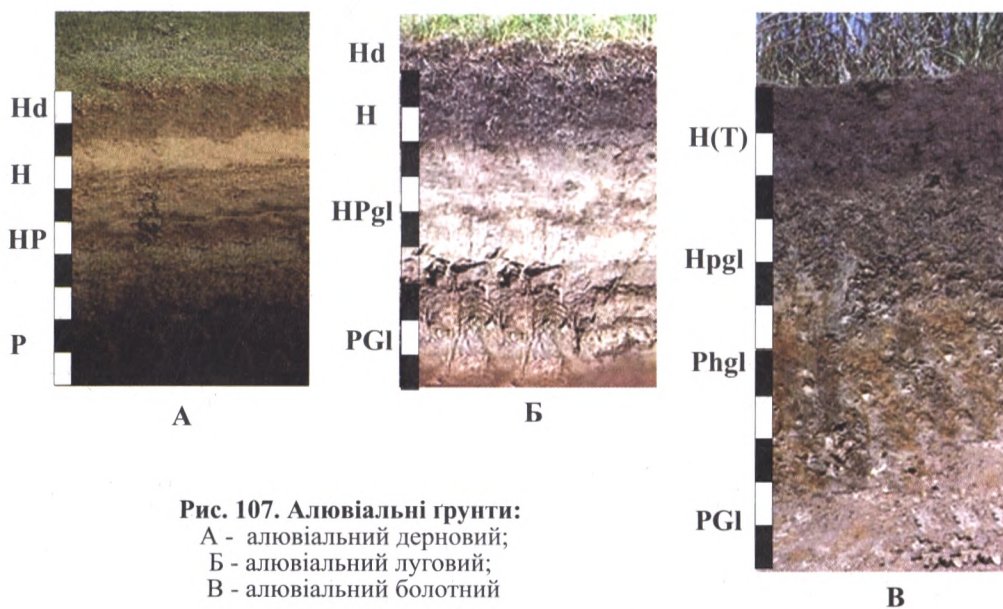 Hd
H
HP
P
А
Hd
H
HPgl
PGl
Б
H(T)
Hpgl
Phgl
PGl
В
Рис. 107. Алювіальні ґрунти:
А - алювіальний дерновий;
Б - алювіальний луговий;
В - алювіальний болотний